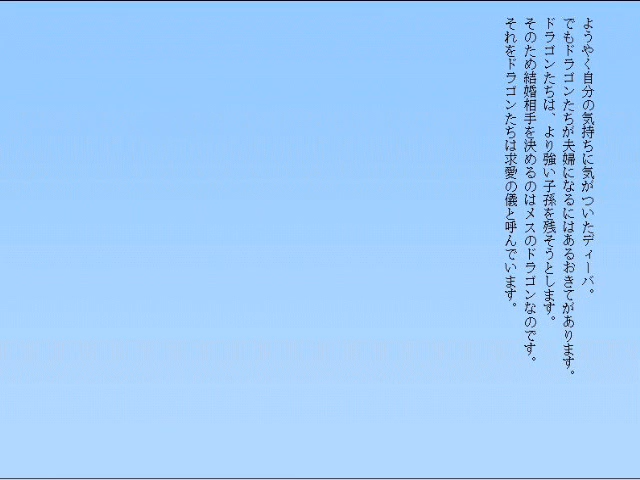 ようやく自分の気持ちに気がついたディーバ。
でもドラゴンたちが夫婦になるにはあるおきてがあります。
ドラゴンたちは、より強い子孫を残そうとします。
そのため結婚相手を決めるのはメスのドラゴンなのです。
それをドラゴンたちは求愛の儀と呼んでいます。